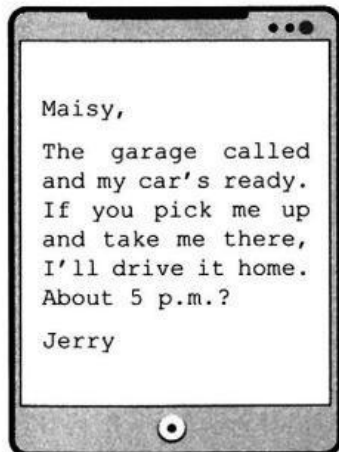 Maisy,
The garage called
and my car's ready.
If you pick me up
and take me there,
I'll drive it home.
About 5 p.m.?
Jerry